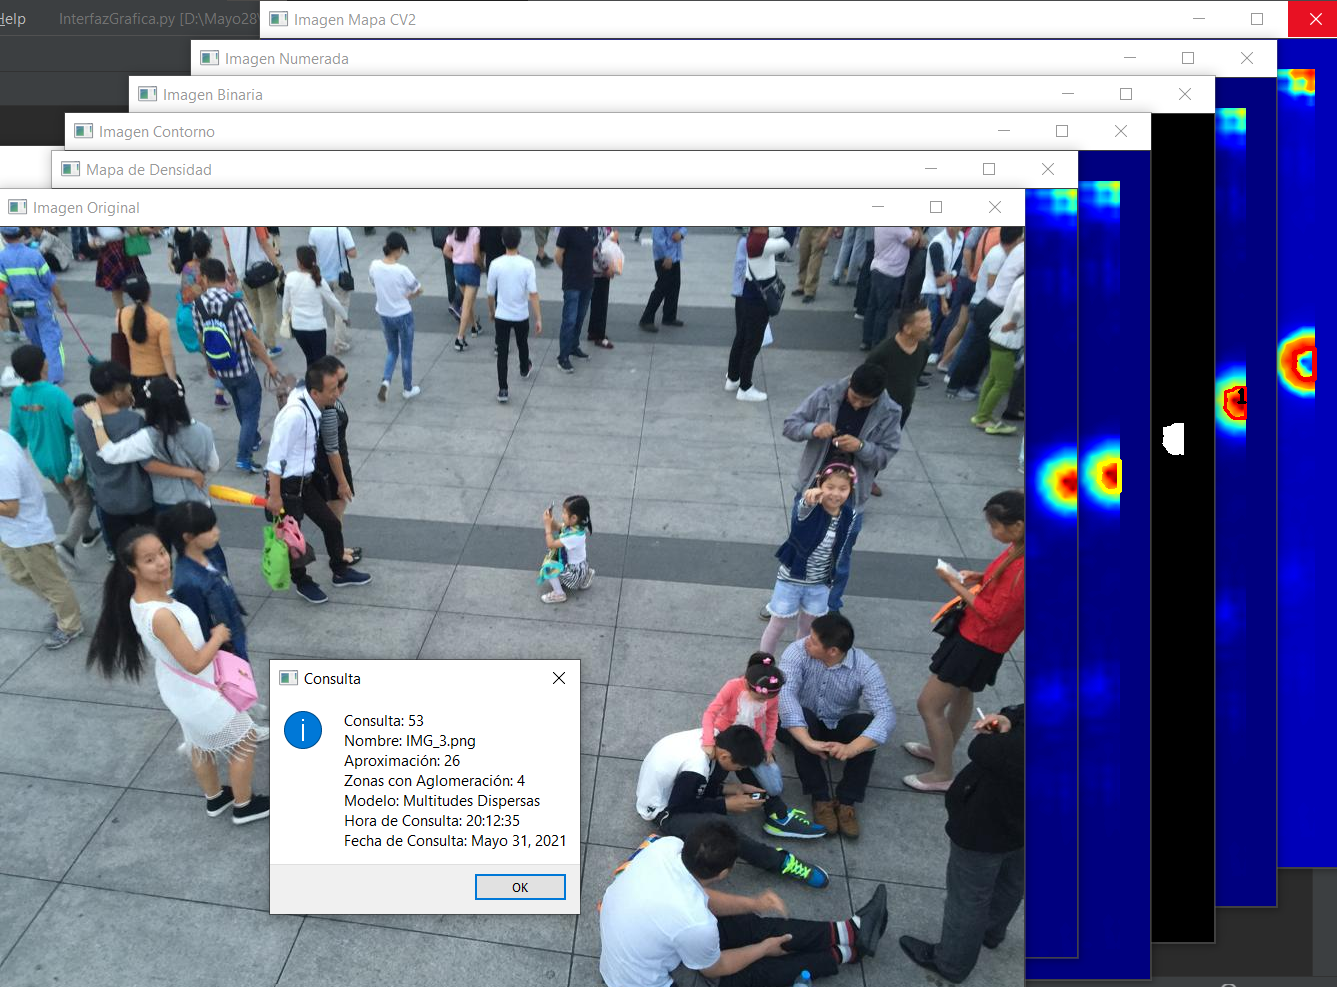 Help
InterfazGrafica.py [D:\Mayo28\
Imagen Mapa CV2
Imagen Numerada
Imagen Binaria
Imagen Contorno
Mapa de Densidad
Imagen Original
1
Consulta
Consulta: 53
Nombre: IMG_3.png
Aproximación: 26
Zonas con Aglomeración: 4
Modelo: Multitudes Dispersas
Hora de Consulta: 20:12:35
Fecha de Consulta: Mayo 31, 2021
OK